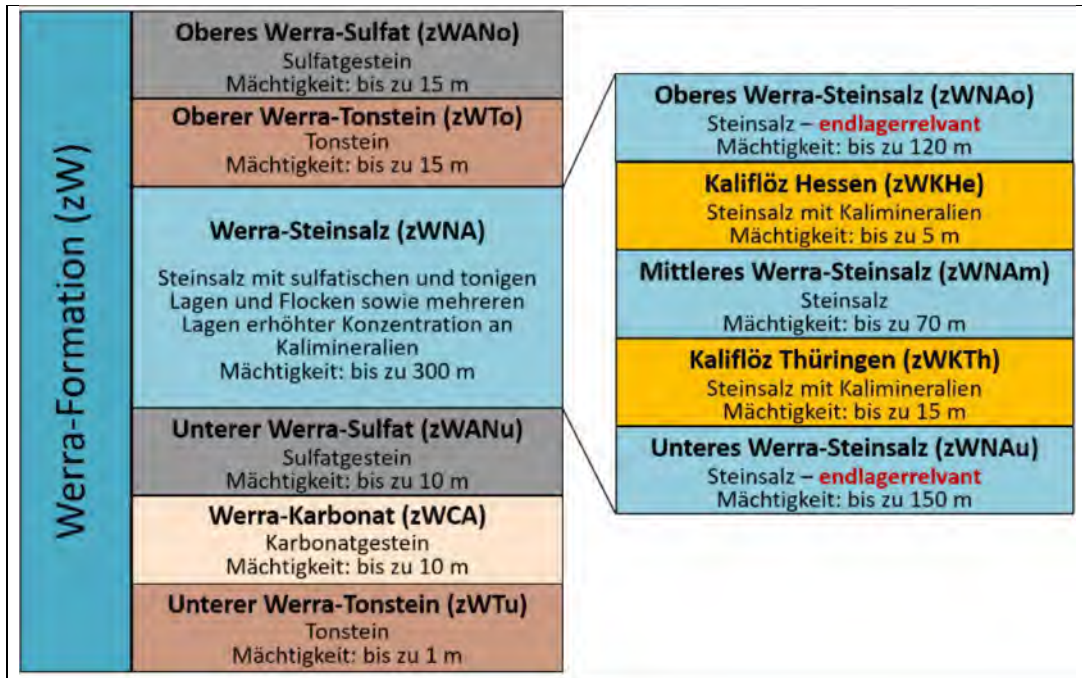 Werra-Formation (zW)
Oberes Werra-Sulfat (zWANo)
Sulfatgestein
Mächtigkeit: bis zu 15 m
Oberer Werra-Tonstein (zWTo)
Tonstein
Mächtigkeit: bis zu 15 m
Werra-Steinsalz (zWNA)
Steinsalz mit sulfatischen und tonigen
Lagen und Flocken sowie mehreren
Lagen erhöhter Konzentration an
Kalimineralien
Mächtigkeit: bis zu 300 m
Unterer Werra-Sulfat (zWANu)
Sulfatgestein
Mächtigkeit: bis zu 10 m
Werra-Karbonat (zWCA)
Karbonatgestein
Mächtigkeit: bis zu 10 m
Unterer Werra-Tonstein (zWTu)
Tonstein
Mächtigkeit: bis zu 1 m
Oberes Werra-Steinsalz (zWNAo)
Steinsalz – endlagerrelvant
Mächtigkeit: bis zu 120 m
Kaliflöz Hessen (zWKHe)
Steinsalz mit Kalimineralien
Mächtigkeit: bis zu 5 m
Mittleres Werra-Steinsalz (zWNAm)
Steinsalz
Mächtigkeit: bis zu 70 m
Kaliflöz Thüringen (zWKTh)
Steinsalz mit Kalimineralien
Mächtigkeit: bis zu 15 m
Unteres Werra-Steinsalz (zWNAu)
Steinsalz – endlagerrelvant
Mächtigkeit: bis zu 150 m